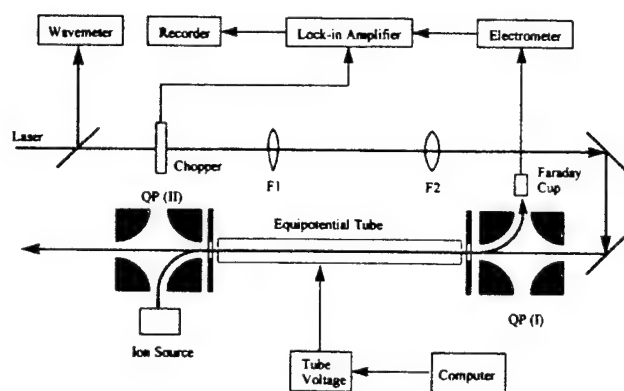 Wavemeter
Recorder
Lock-in Amplifier
Electrometer
Laser
Chopper
F1
F2
Faraday
Cup
QP (II)
Equipotential Tube
QP (I)
Ion Source
Tube
Voltage
Computer